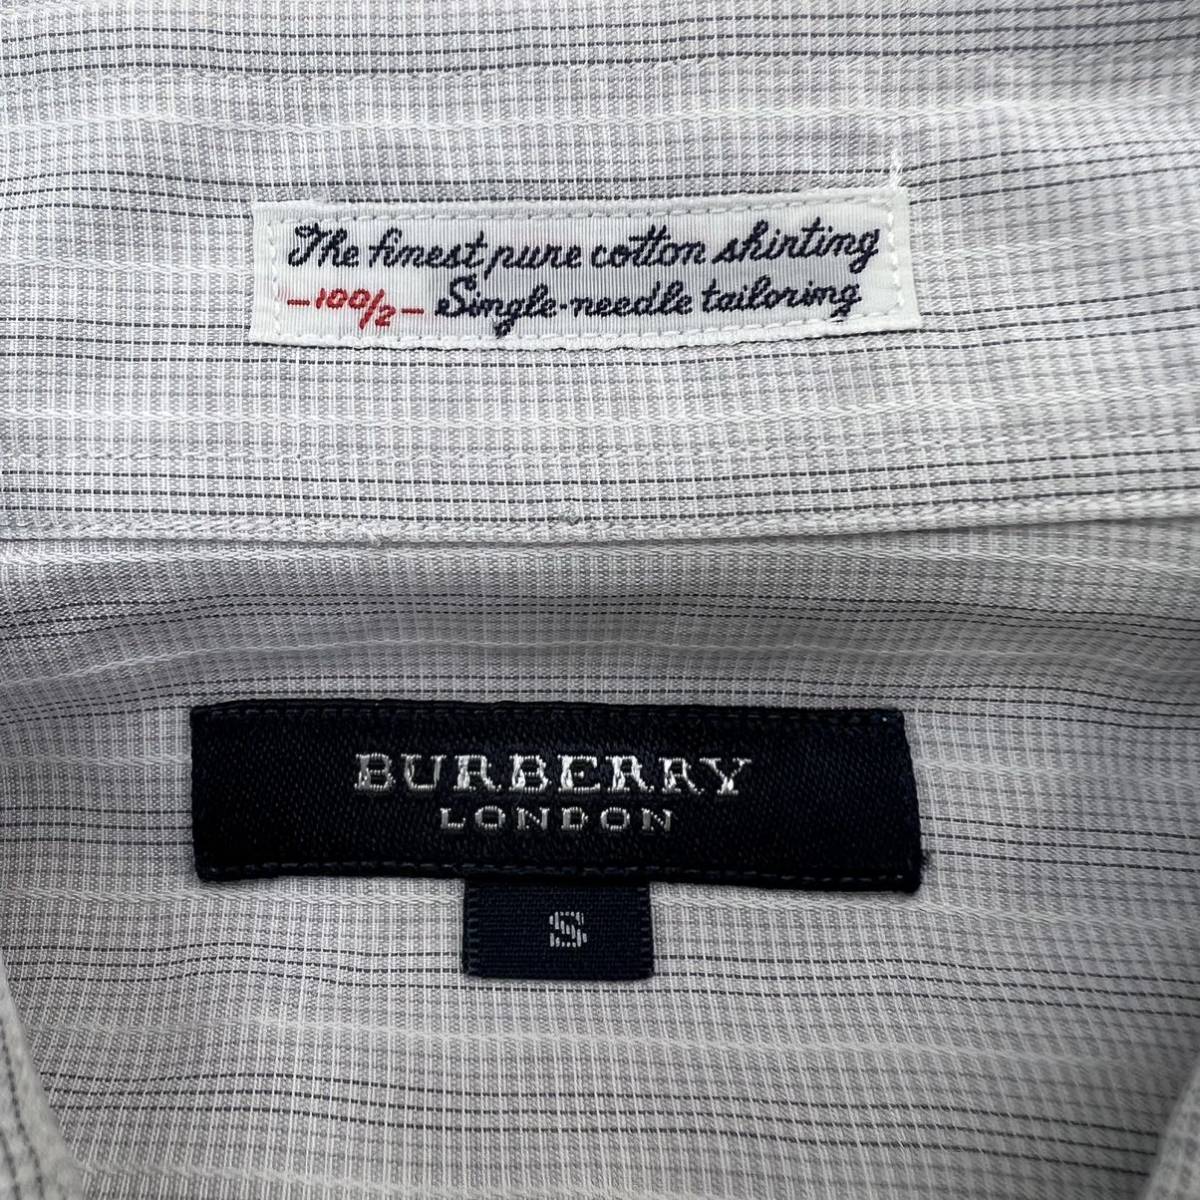 The finest pure cotton shirting
-100/2- Single-needle tailoring
BURBERRY
LONDON
S